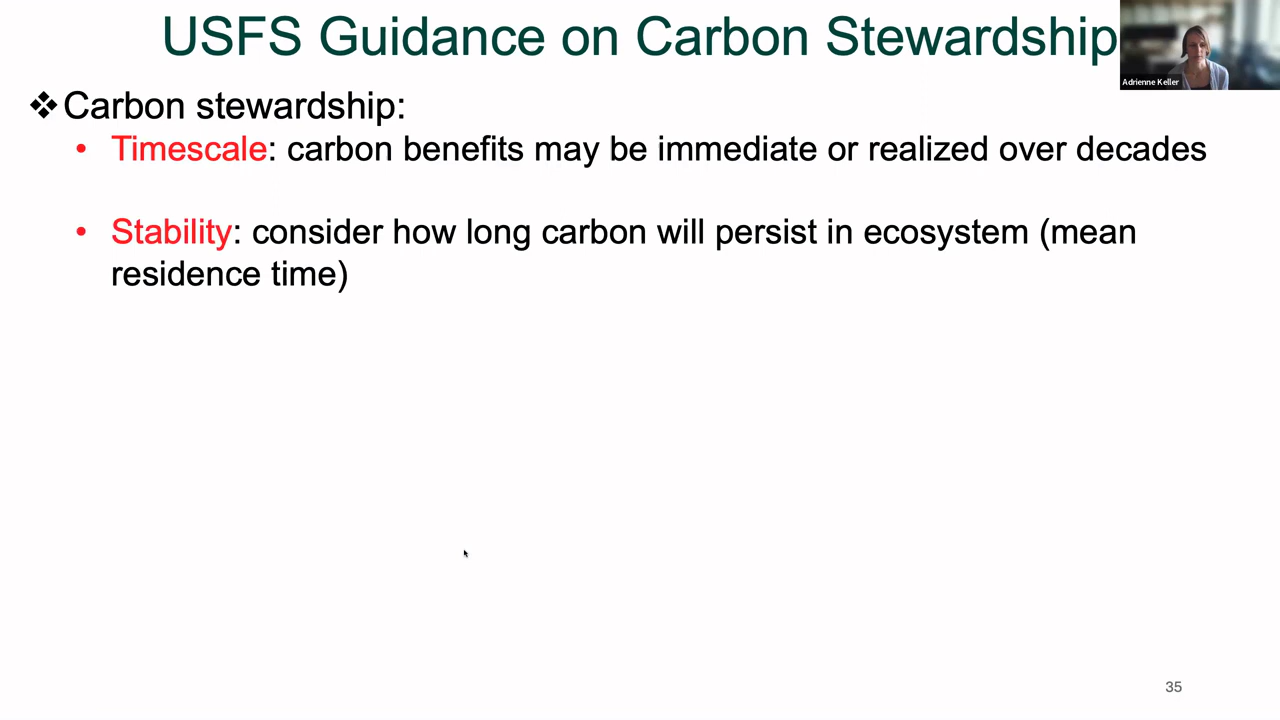 USFS Guidance on Carbon Stewardship
Adrienne Keller
❖Carbon stewardship:
• Timescale: carbon benefits may be immediate or realized over decades
• Stability: consider how long carbon will persist in ecosystem (mean
residence time)
35